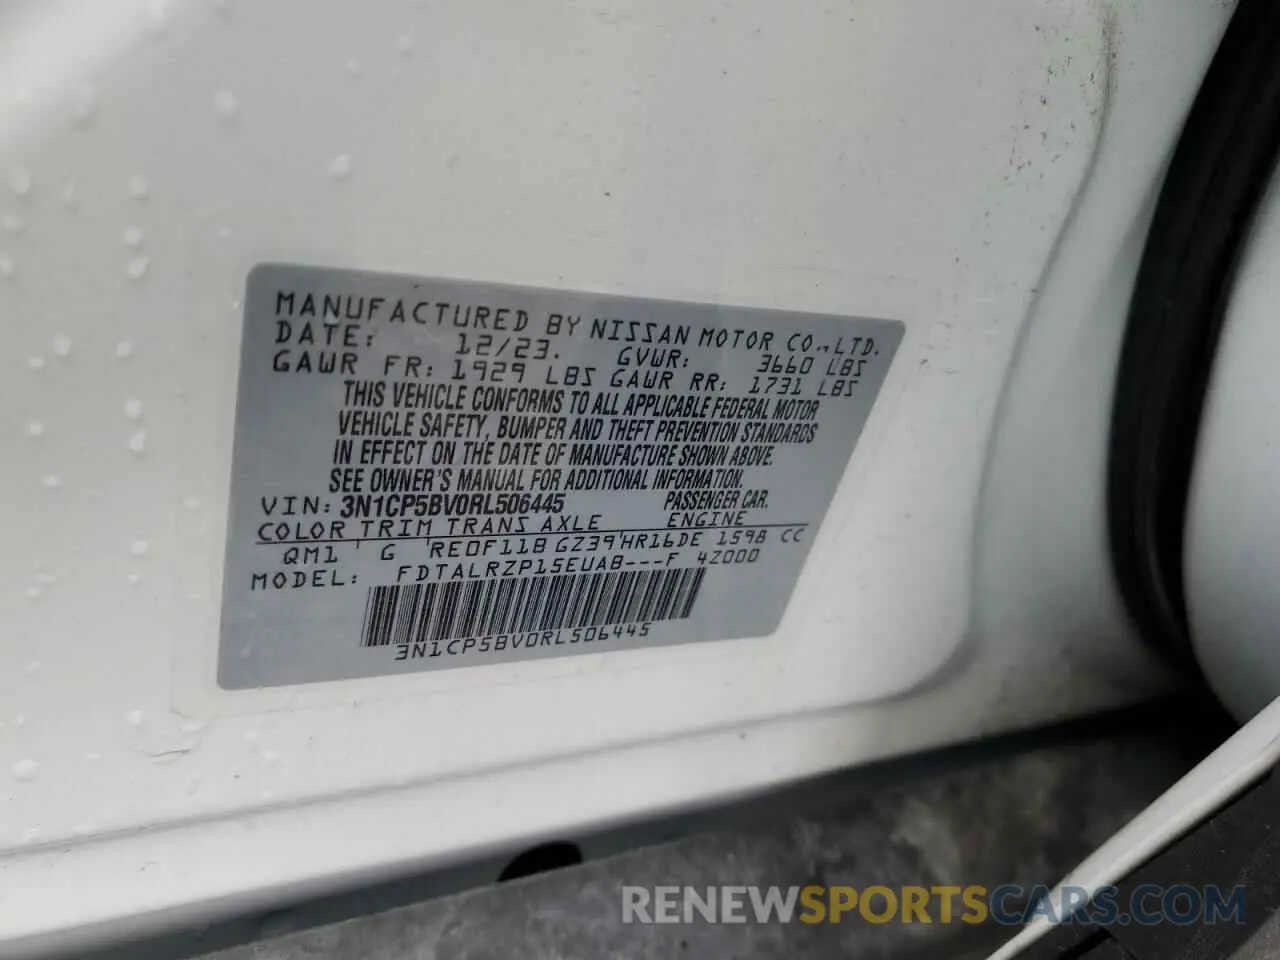 MANUFACTURED BY NISSAN MOTOR CO.,LTD.
DATE: 12/23. GVWR: 3660 LBS
GAWR FR: 1929 LBS GAWR RR: 1731 LBS
THIS VEHICLE CONFORMS TO ALL APPLICABLE FEDERAL MOTOR
VEHICLE SAFETY, BUMPER AND THEFT PREVENTION STANDARDS
IN EFFECT ON THE DATE OF MANUFACTURE SHOWN ABOVE.
SEE OWNER'S MANUAL FOR ADDITIONAL INFORMATION.
VIN: 3N1CP5BV0RL506445 PASSENGER CAR.
COLOR TRIM TRANS AXLE ENGINE
QM1 G RE0F11B GZ39 HR16DE 1598 CC
MODEL: FDTALRZP15EUAB---F 42000
3N1CP5BV0RL506445
RENEWSPORTSCARS.COM